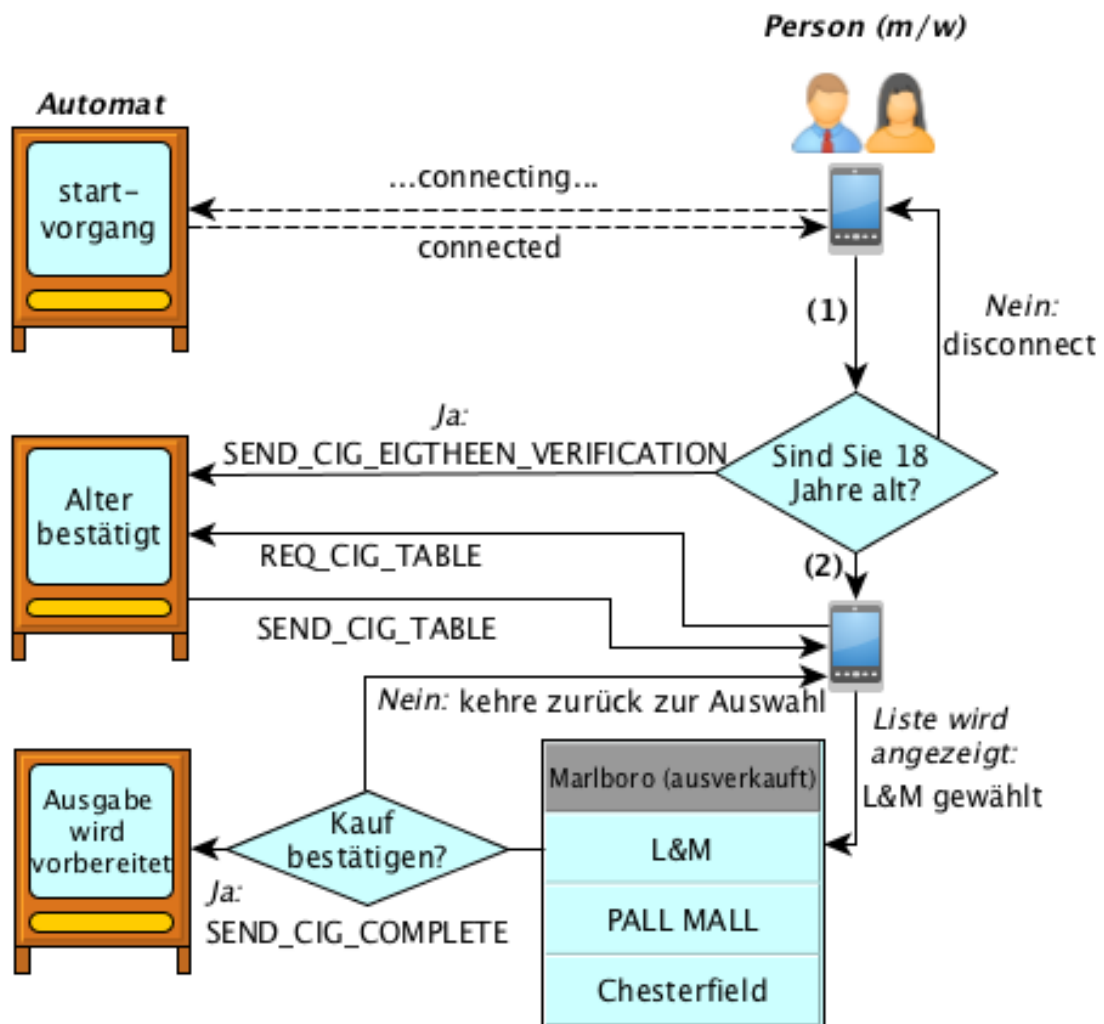 Person (m/w)
Automat
start-
vorgang
...connecting...
connected
(1)
Nein:
disconnect
Ja:
SEND_CIG_EIGTHEEN_VERIFICATION
Sind Sie 18
Jahre alt?
Alter
bestätigt
REQ_CIG_TABLE
(2)
SEND_CIG_TABLE
Nein: kehre zurück zur Auswahl
Liste wird
angezeigt:
L&M gewählt
Marlboro (ausverkauft)
L&M
PALL MALL
Chesterfield
Kauf
bestätigen?
Ausgabe
wird
vorbereitet
Ja:
SEND_CIG_COMPLETE